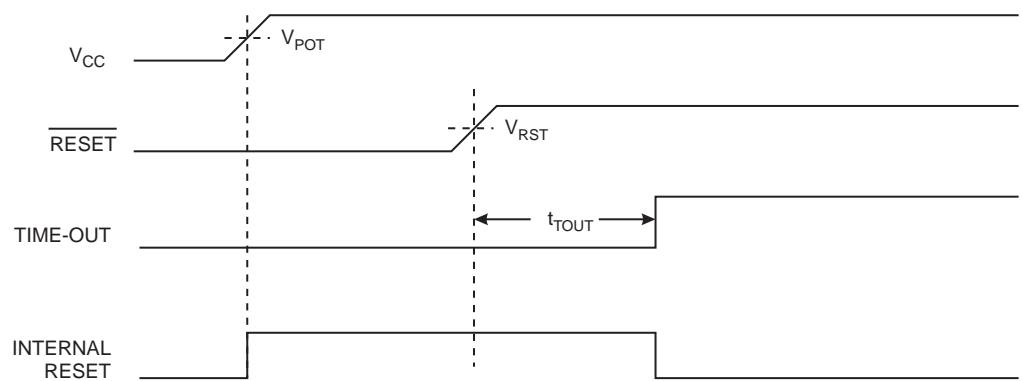 V_CC
V_POT
RESET
V_RST
TIME-OUT
t_TOUT
INTERNAL
RESET